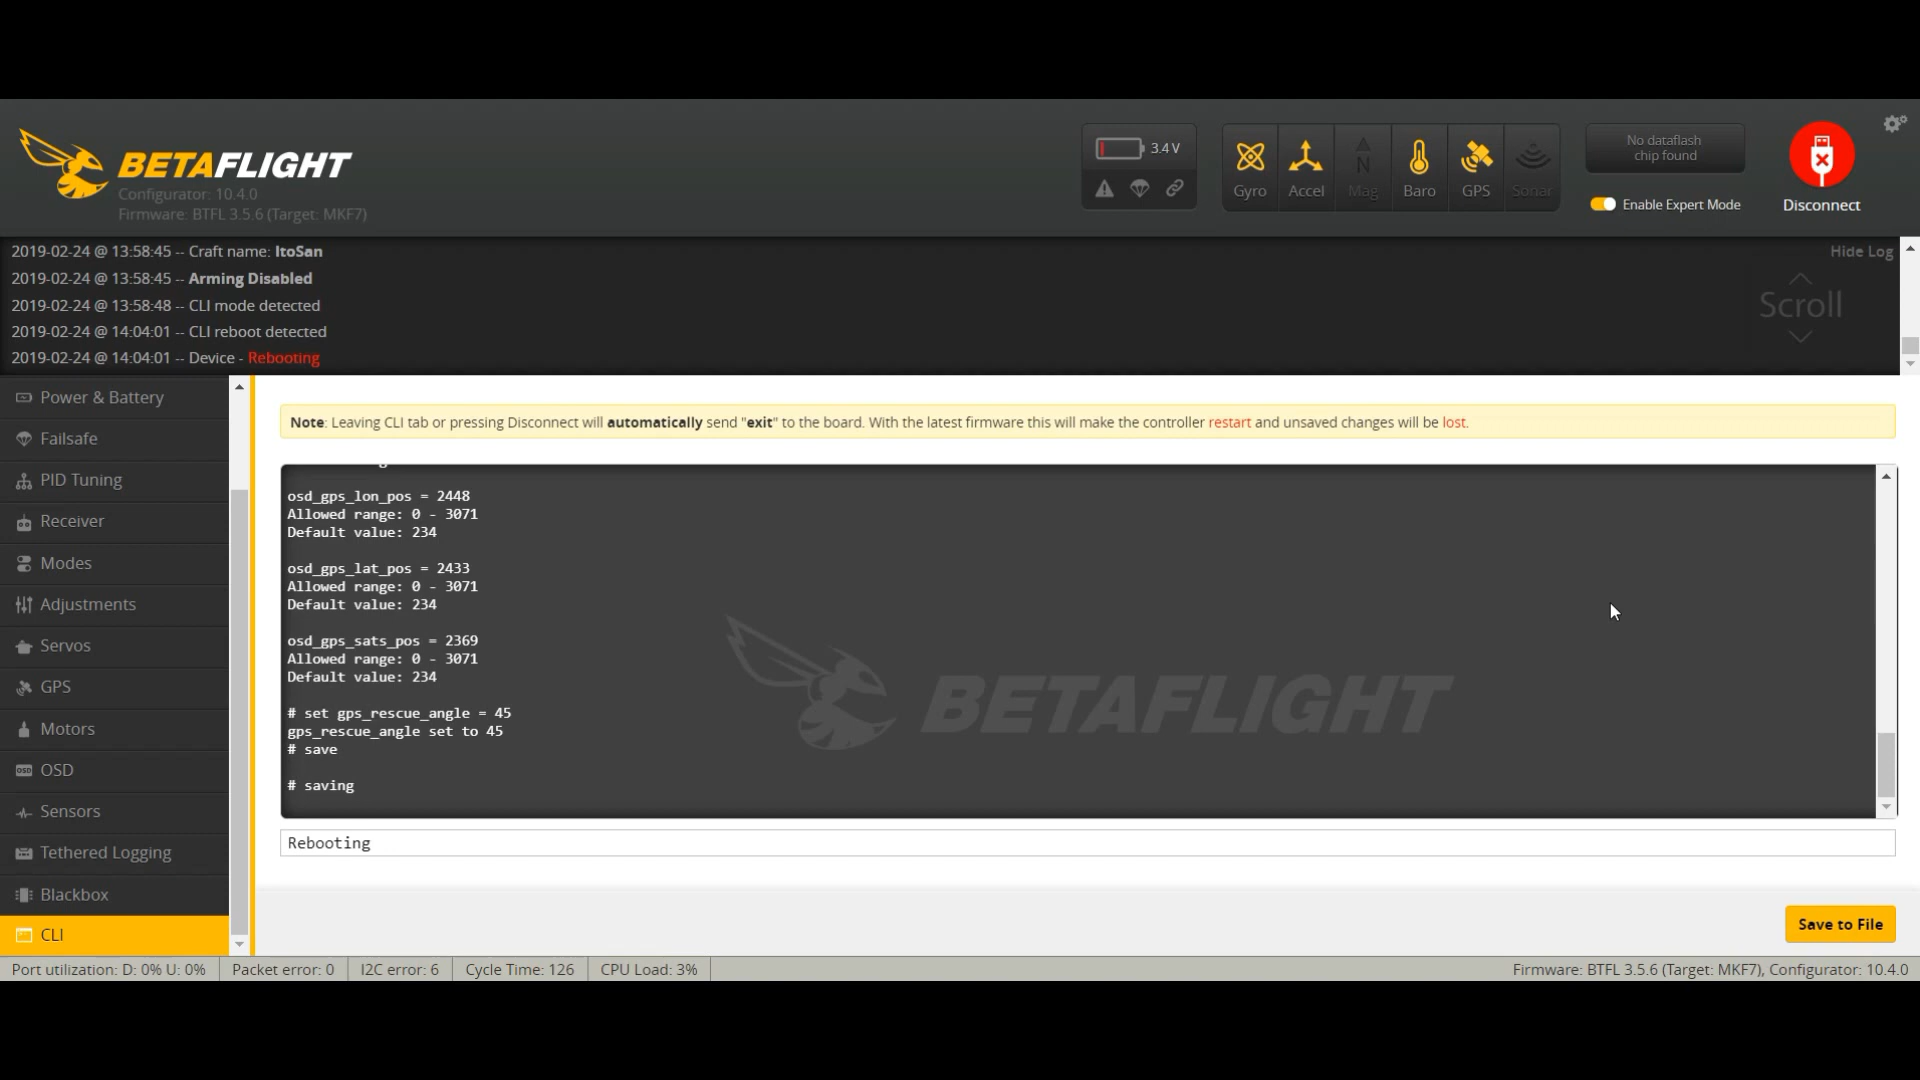 BETAFLIGHT
Configurator: 10.4.0
Firmware: BTFL 3.5.6 (Target: MKF7)
3.4 V
Gyro
Accel
Mag
Baro
GPS
Sonar
No dataflash
chip found
Enable Expert Mode
Disconnect
2019-02-24 @ 13:58:45 -- Craft name: ItoSan
2019-02-24 @ 13:58:45 -- Arming Disabled
2019-02-24 @ 13:58:48 -- CLI mode detected
2019-02-24 @ 14:04:01 -- CLI reboot detected
2019-02-24 @ 14:04:01 -- Device - Rebooting
Hide Log
Scroll
Power & Battery
Failsafe
PID Tuning
Receiver
Modes
Adjustments
Servos
GPS
Motors
OSD
Sensors
Tethered Logging
Blackbox
CLI
Note: Leaving CLI tab or pressing Disconnect will automatically send "exit" to the board. With the latest firmware this will make the controller restart and unsaved changes will be lost.
osd_gps_lon_pos = 2448
Allowed range: 0 - 3071
Default value: 234
osd_gps_lat_pos = 2433
Allowed range: 0 - 3071
Default value: 234
osd_gps_sats_pos = 2369
Allowed range: 0 - 3071
Default value: 234
# set gps_rescue_angle = 45
gps_rescue_angle set to 45
# save
# saving
BETAFLIGHT
Rebooting
Save to File
Port utilization: D: 0% U: 0%
Packet error: 0
I2C error: 6
Cycle Time: 126
CPU Load: 3%
Firmware: BTFL 3.5.6 (Target: MKF7), Configurator: 10.4.0